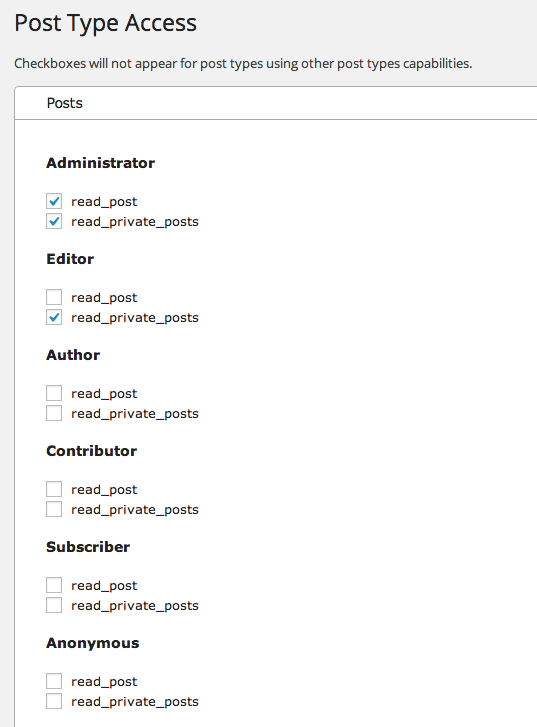 Post Type Access
Checkboxes will not appear for post types using other post types capabilities.
Posts
Administrator
read_post
read_private_posts
Editor
read_post
read_private_posts
Author
read_post
read_private_posts
Contributor
read_post
read_private_posts
Subscriber
read_post
read_private_posts
Anonymous
read_post
read_private_posts